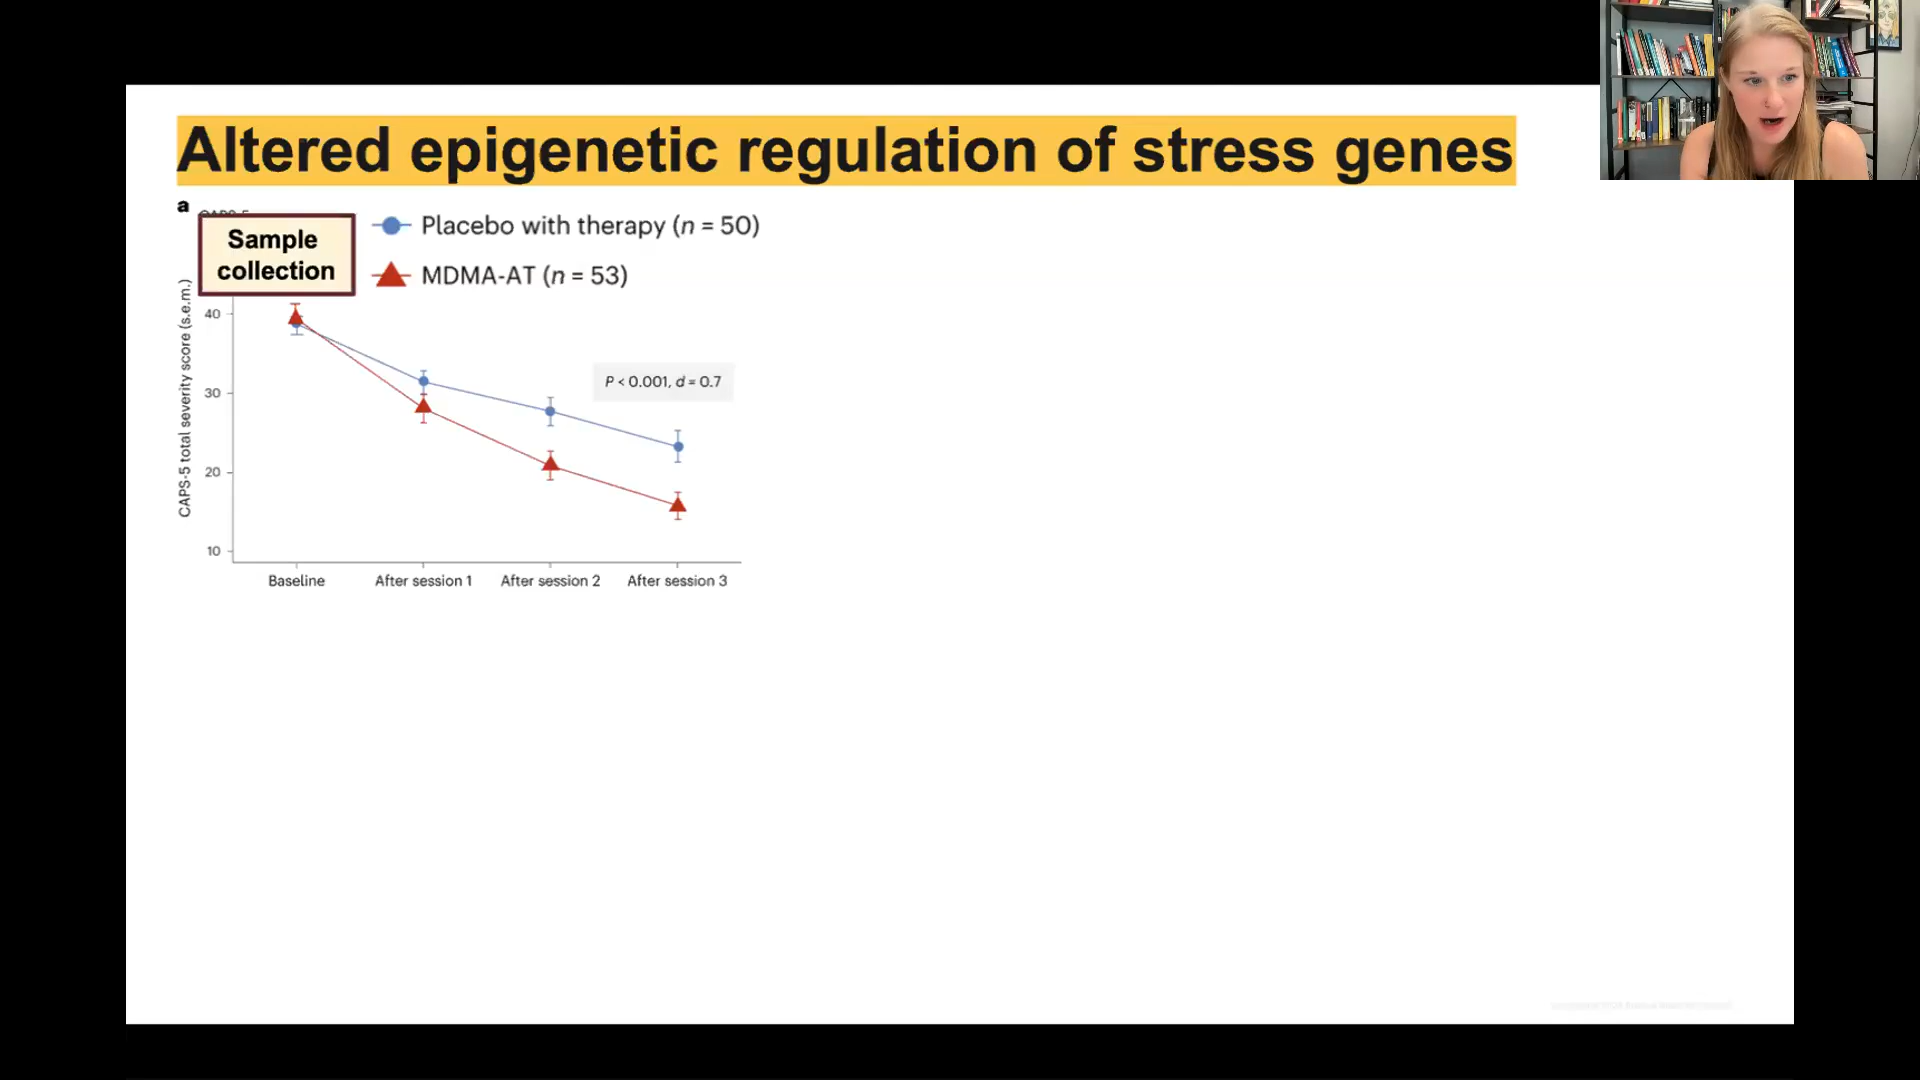 Altered epigenetic regulation of stress genes
a
Sample
collection
Placebo with therapy (n = 50)
MDMA-AT (n = 53)
CAPS-5 total severity score (s.e.m.)
40
30
20
10
P < 0.001, d = 0.7
Baseline
After session 1
After session 2
After session 3